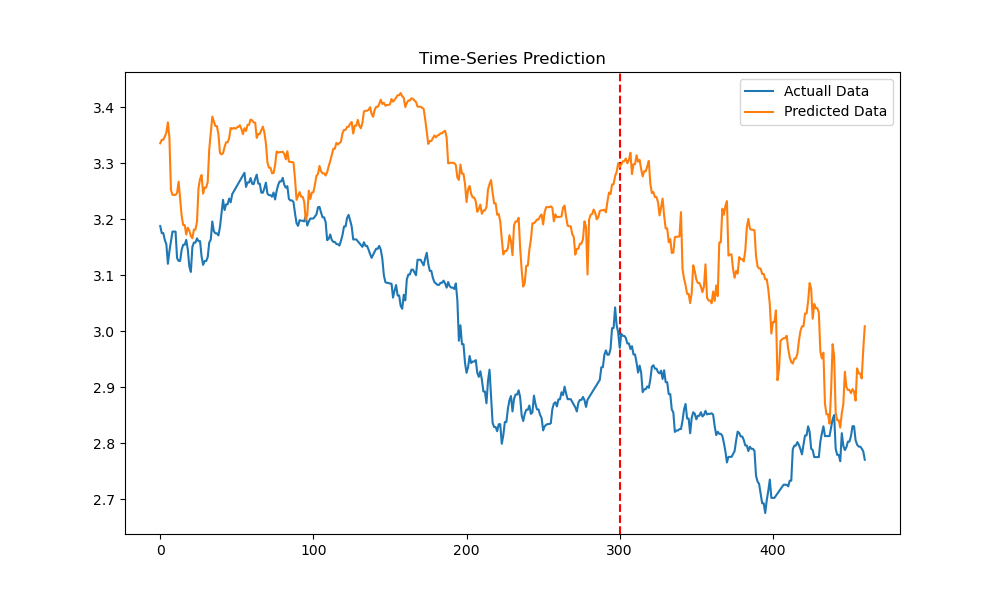 Time-Series Prediction
Actuall Data
Predicted Data
3.4
3.3
3.2
3.1
3.0
2.9
2.8
2.7
0 100 200 300 400